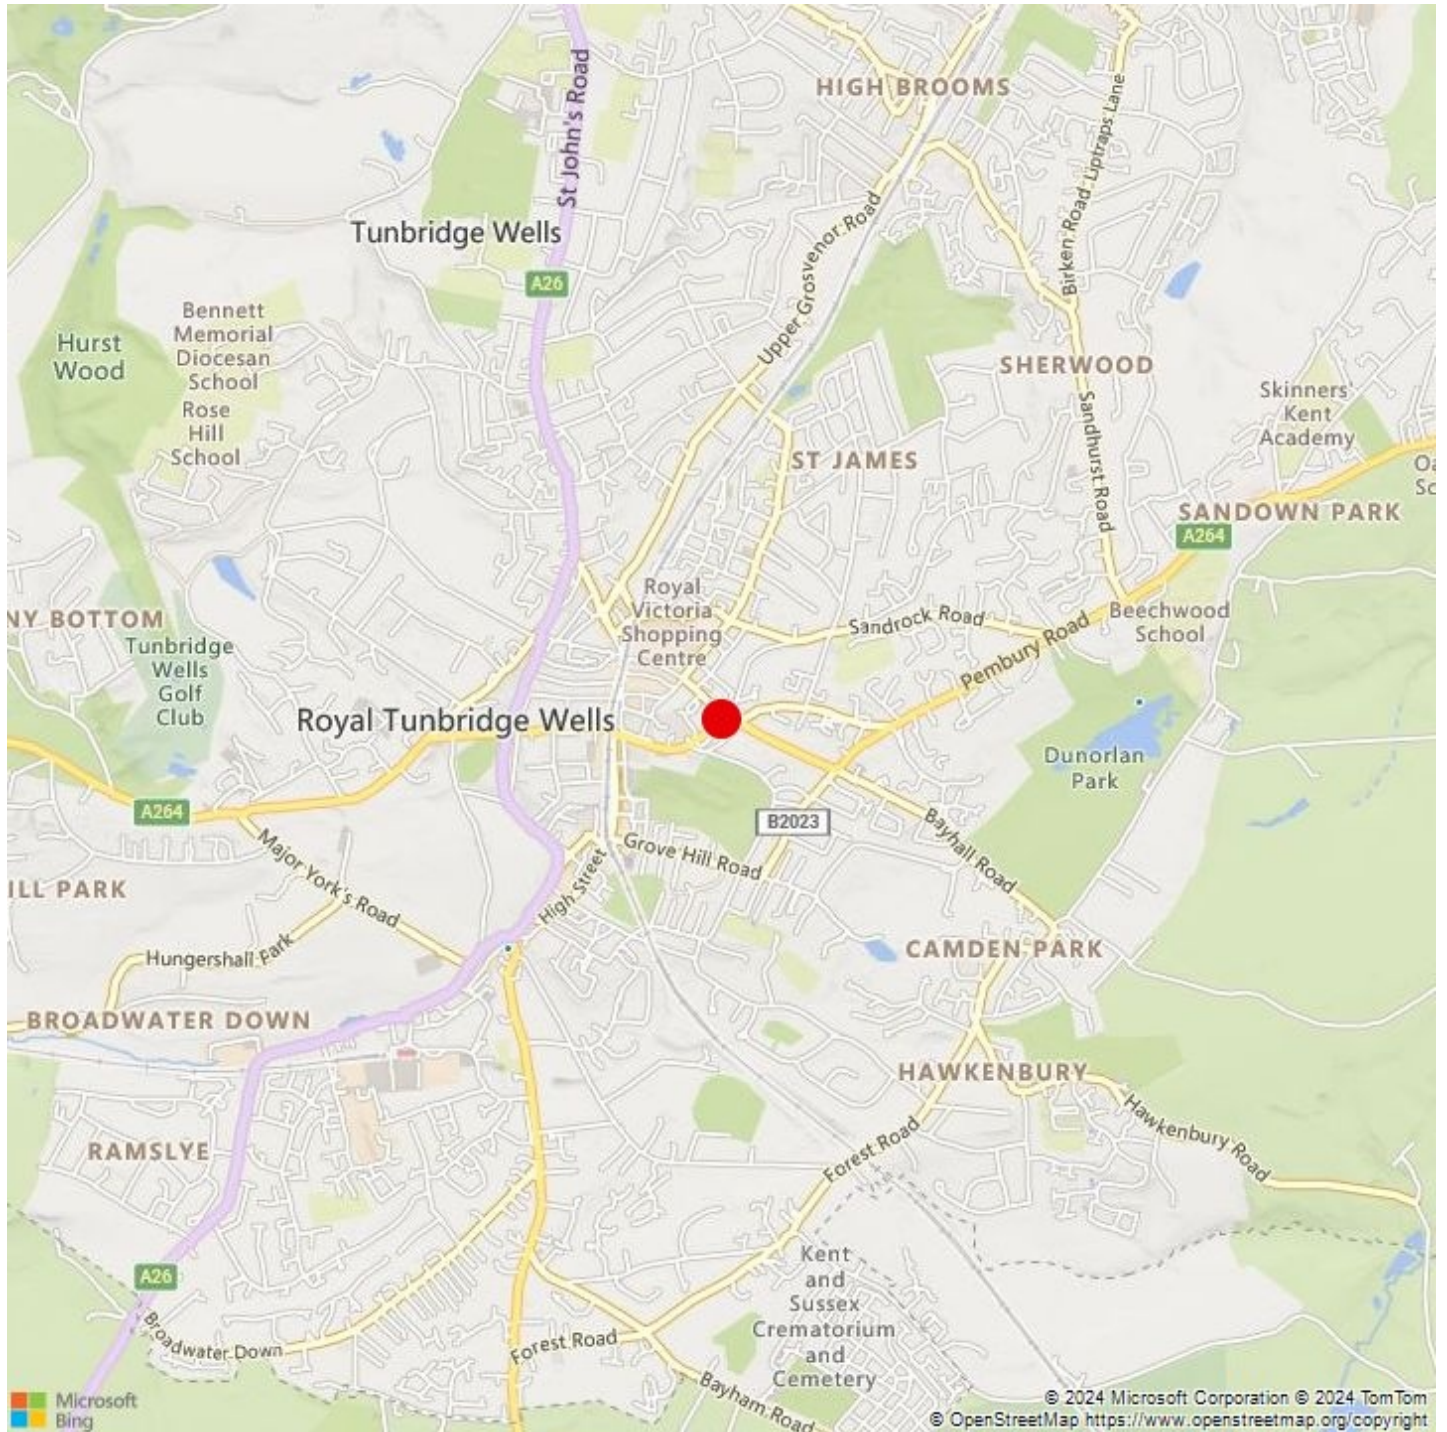 HIGH BROOMS
St John's Road
Birken Road
Liptraps Lane
Tunbridge Wells
Upper Grosvenor Road
A26
Bennett
Memorial
Diocesan
School
Hurst
Wood
SHERWOOD
Rose
Hill
School
Skinners'
Kent
Academy
Sandhurst Road
ST JAMES
Oa
Sc
SANDOWN PARK
A264
Royal
Victoria
Shopping
Centre
NY BOTTOM
Sandrock Road
Beechwood
School
Tunbridge
Wells
Golf
Club
Pembury Road
Royal Tunbridge Wells
Dunorlan
Park
A264
B2023
Major York's Road
Grove Hill Road
Bayhall Road
High Street
ILL PARK
Hungershall Park
CAMDEN PARK
BROADWATER DOWN
HAWKENBURY
Hawkenbury Road
RAMSLYE
Forest Road
Kent
and
Sussex
Crematorium
and
Cemetery
A26
Broadwater Down
Forest Road
Bayham Road
Microsoft
Bing
© 2024 Microsoft Corporation © 2024 TomTom
© OpenStreetMap https://www.openstreetmap.org/copyright